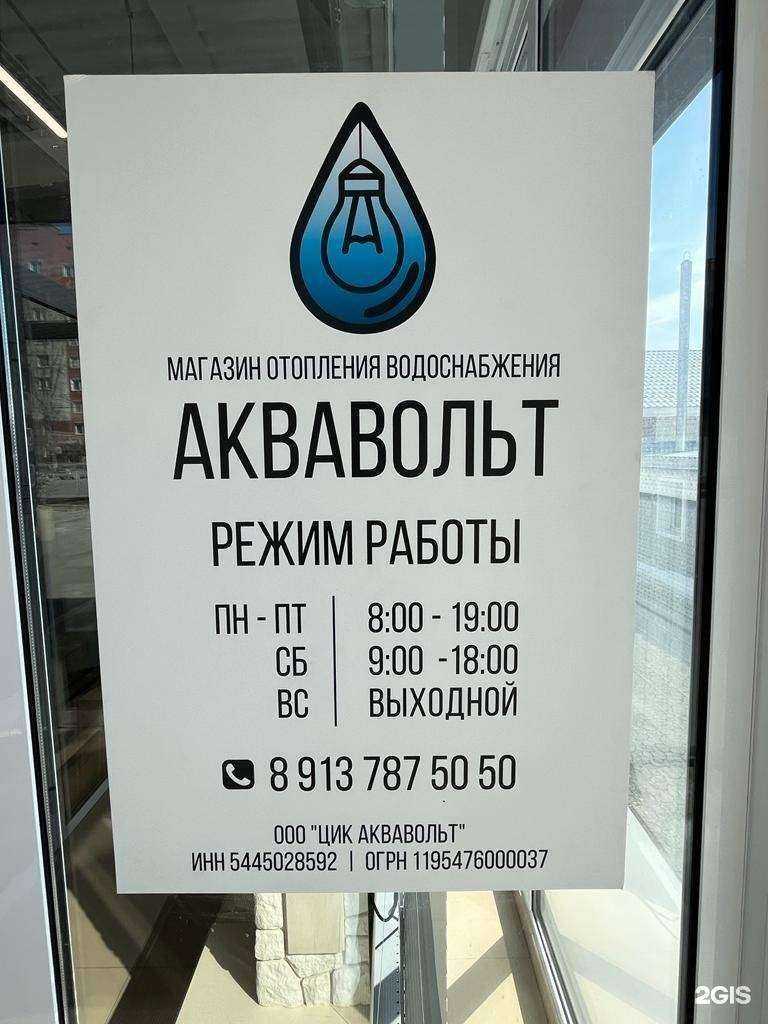 МАГАЗИН ОТОПЛЕНИЯ ВОДОСНАБЖЕНИЯ
АКВАВОЛЬТ
РЕЖИМ РАБОТЫ
ПН - ПТ 8:00 - 19:00
СБ 9:00 -18:00
ВС ВЫХОДНОЙ
8 913 787 50 50
ООО "ЦИК АКВАВОЛЬТ"
ИНН 5445028592 | ОГРН 1195476000037
2GIS